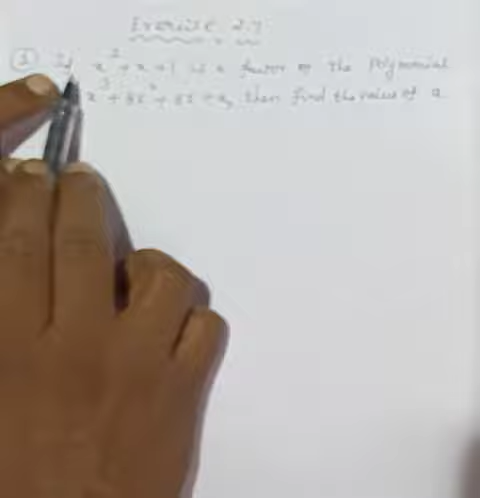 Exercise 2.7
① If x² + x + 1 is a factor of the Polynomial
x³ + 8x² + 8x + a, then find the value of a